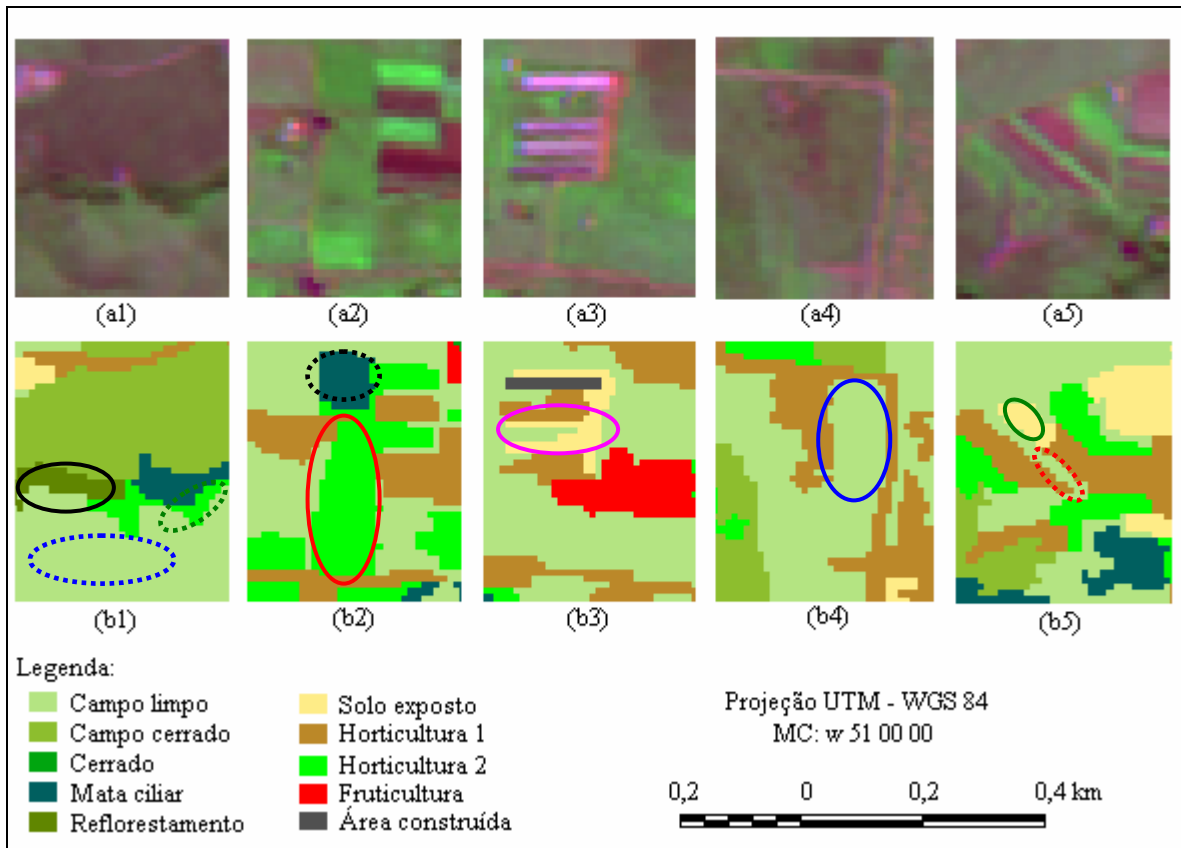 (a1) (a2) (a3) (a4) (a5)
(b1) (b2) (b3) (b4) (b5)
Legenda:
Campo limpo
Campo cerrado
Cerrado
Mata ciliar
Reflorestamento
Solo exposto
Horticultura 1
Horticultura 2
Fruticultura
Área construída
Projeção UTM - WGS 84
MC: w 51 00 00
0,2 0 0,2 0,4 km